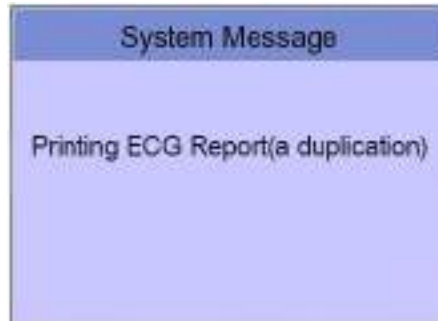 System Message
Printing ECG Report(a duplication)